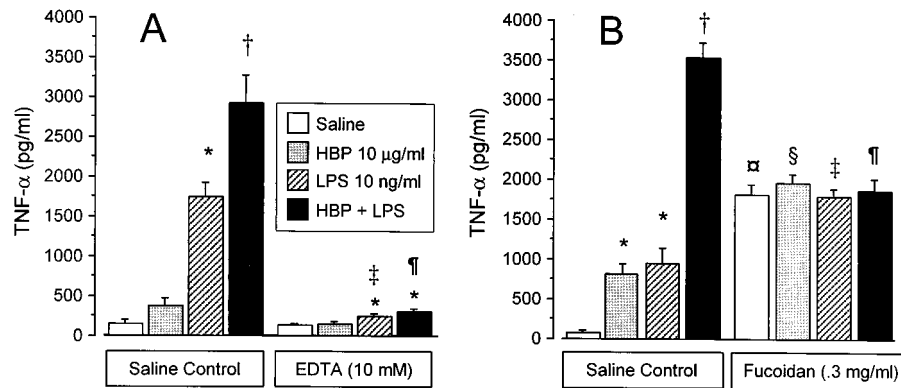 A
TNF-α (pg/ml)
4000
3500
3000
2500
2000
1500
1000
500
0
*
†
‡
*
¶
*
Saline
HBP 10 μg/ml
LPS 10 ng/ml
HBP + LPS
Saline Control
EDTA (10 mM)
B
TNF-α (pg/ml)
4000
3500
3000
2500
2000
1500
1000
500
0
*
*
†
¤
§
‡
¶
Saline Control
Fucoidan (.3 mg/ml)